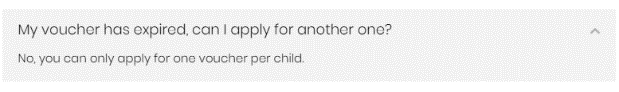 My voucher has expired, can I apply for another one?
No, you can only apply for one voucher per child.